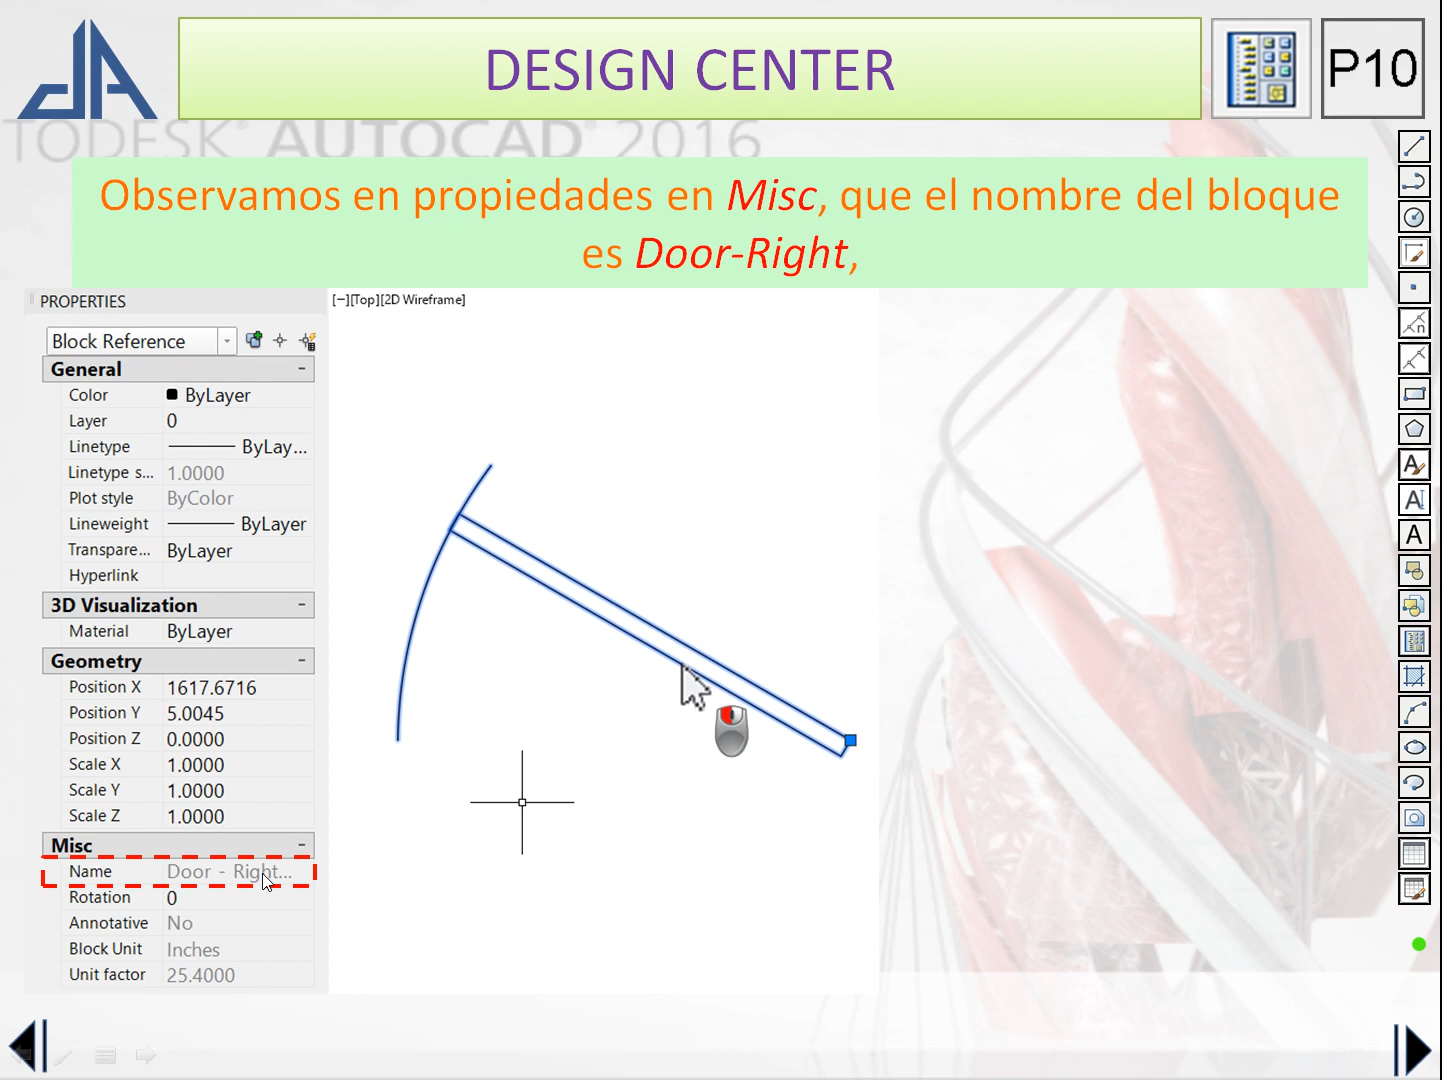 DESIGN CENTER
P10
TODESK® AUTOCAD® 2016
Observamos en propiedades en Misc, que el nombre del bloque
es Door-Right,
PROPERTIES
[−][Top][2D Wireframe]
Block Reference
General −
Color ByLayer
Layer 0
Linetype ByLay...
Linetype s... 1.0000
Plot style ByColor
Lineweight ByLayer
Transpare... ByLayer
Hyperlink
3D Visualization −
Material ByLayer
Geometry −
Position X 1617.6716
Position Y 5.0045
Position Z 0.0000
Scale X 1.0000
Scale Y 1.0000
Scale Z 1.0000
Misc −
Name Door - Right...
Rotation 0
Annotative No
Block Unit Inches
Unit factor 25.4000